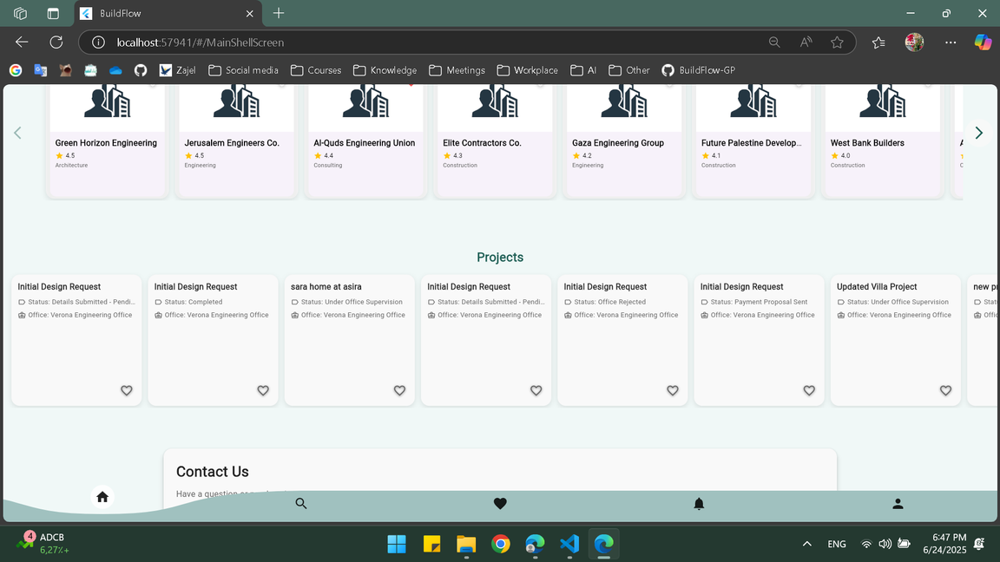 BuildFlow
localhost:57941/#/MainShellScreen
Zajel
Social media
Courses
Knowledge
Meetings
Workplace
AI
Other
BuildFlow-GP
Green Horizon Engineering
4.5
Architecture
Jerusalem Engineers Co.
4.5
Engineering
Al-Quds Engineering Union
4.4
Consulting
Elite Contractors Co.
4.3
Construction
Gaza Engineering Group
4.2
Engineering
Future Palestine Develop...
4.1
Construction
West Bank Builders
4.0
Construction
Projects
Initial Design Request
Status: Details Submitted - Pendi...
Office: Verona Engineering Office
Initial Design Request
Status: Completed
Office: Verona Engineering Office
sara home at asira
Status: Under Office Supervision
Office: Verona Engineering Office
Initial Design Request
Status: Details Submitted - Pendi...
Office: Verona Engineering Office
Initial Design Request
Status: Office Rejected
Office: Verona Engineering Office
Initial Design Request
Status: Payment Proposal Sent
Office: Verona Engineering Office
Updated Villa Project
Status: Under Office Supervision
Office: Verona Engineering Office
new
Contact Us
Have a question
4
ADCB
6,27%+
ENG
6:47 PM
6/24/2025